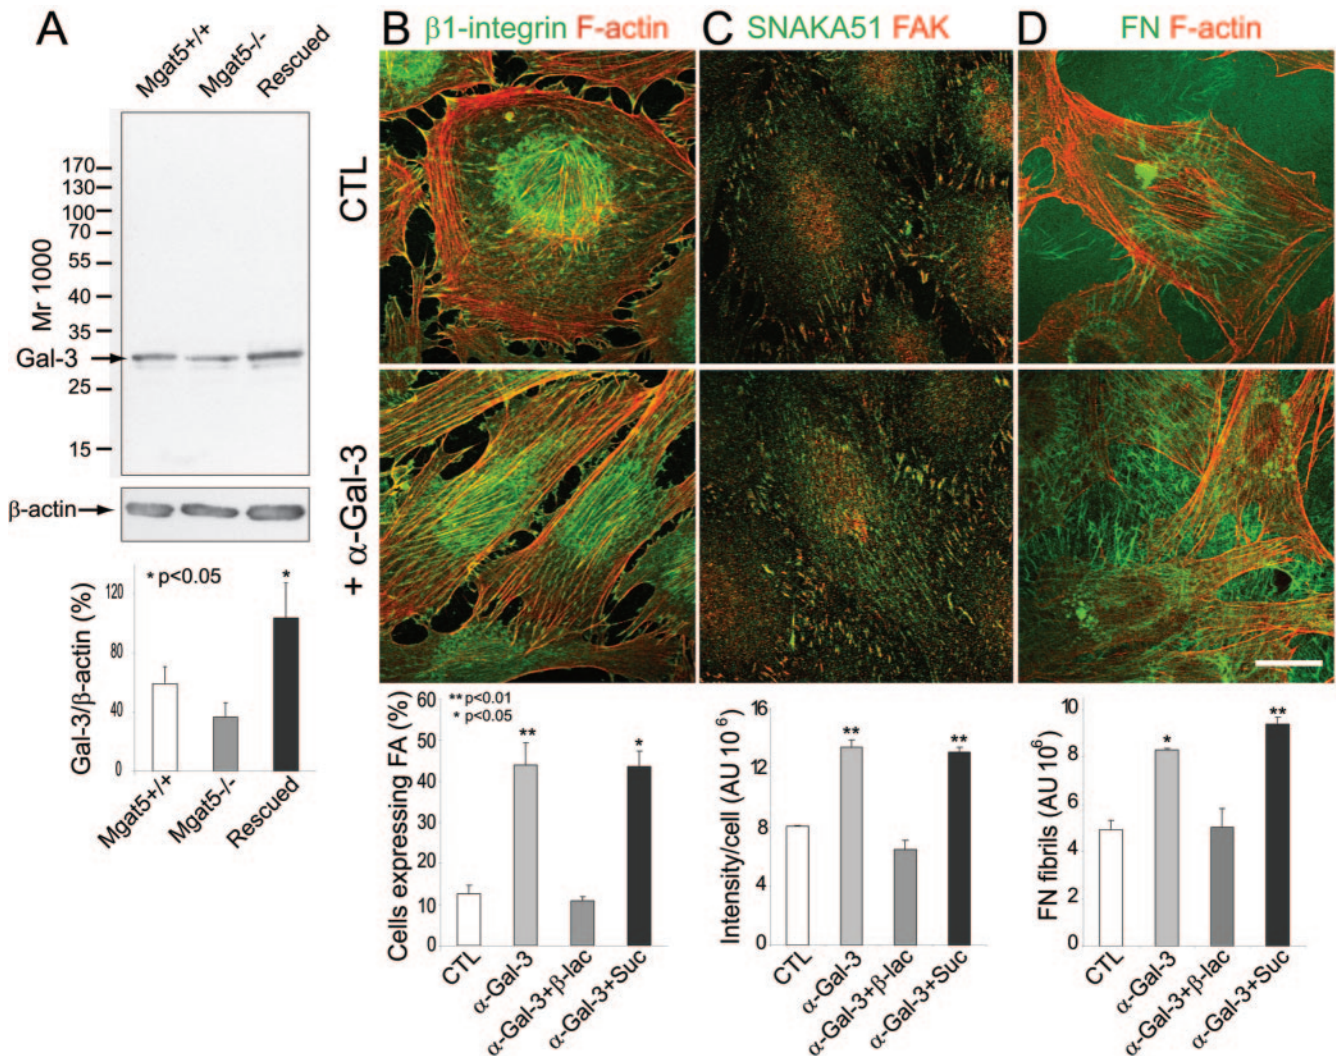 A
Mgat5+/+
Mgat5-/-
Rescued
Mr 1000
170
130
100
70
55
40
35
Gal-3
25
15
β-actin
* p<0.05
Gal-3/β-actin (%)
120
80
40
0
Mgat5+/+
Mgat5-/-
Rescued
B β1-integrin F-actin
C SNAKA51 FAK
D FN F-actin
CTL
+ α-Gal-3
** p<0.01
* p<0.05
Cells expressing FA (%)
60
50
40
30
20
10
0
**
*
CTL
α-Gal-3
α-Gal-3+β-lac
α-Gal-3+Suc
Intensity/cell (AU 10⁶)
16
12
8
4
0
**
**
CTL
α-Gal-3
α-Gal-3+β-lac
α-Gal-3+Suc
FN fibrils (AU 10⁶)
10
8
6
4
2
0
*
**
CTL
α-Gal-3
α-Gal-3+β-lac
α-Gal-3+Suc